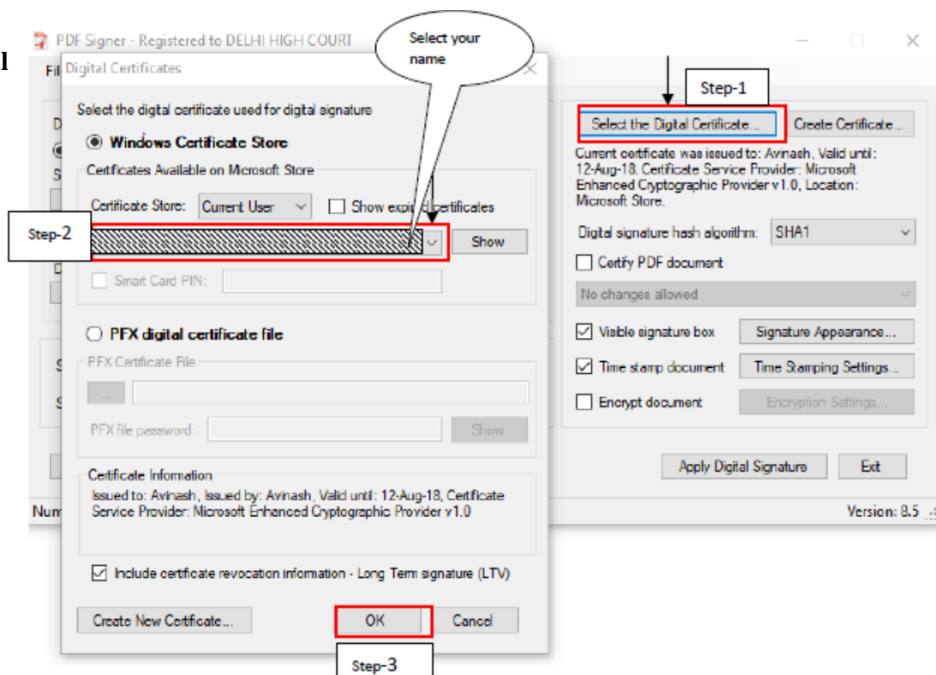 PDF Signer - Registered to DELHI HIGH COURT
Select your
name
l
Fil
Digital Certificates
Select the digital certificate used for digital signature
Windows Certificate Store
Certificates Available on Microsoft Store
Certificate Store: Current User
Show expired certificates
Step-2
Show
Smart Card PIN:
PFX digital certificate file
PFX Certificate File
...
PFX file password:
Show
Certificate Information
Issued to: Avinash, Issued by: Avinash, Valid until: 12-Aug-18, Certificate
Service Provider: Microsoft Enhanced Cryptographic Provider v1.0
Include certificate revocation information - Long Term signature (LTV)
Create New Certificate...
OK
Cancel
Step-3
Step-1
Select the Digital Certificate...
Create Certificate...
Current certificate was issued to: Avinash, Valid until:
12-Aug-18, Certificate Service Provider: Microsoft
Enhanced Cryptographic Provider v1.0, Location:
Microsoft Store.
Digital signature hash algorithm: SHA1
Certify PDF document
No changes allowed
Visible signature box
Signature Appearance...
Time stamp document
Time Stamping Settings...
Encrypt document
Encryption Settings...
Apply Digital Signature
Exit
Num
Version: 8.5